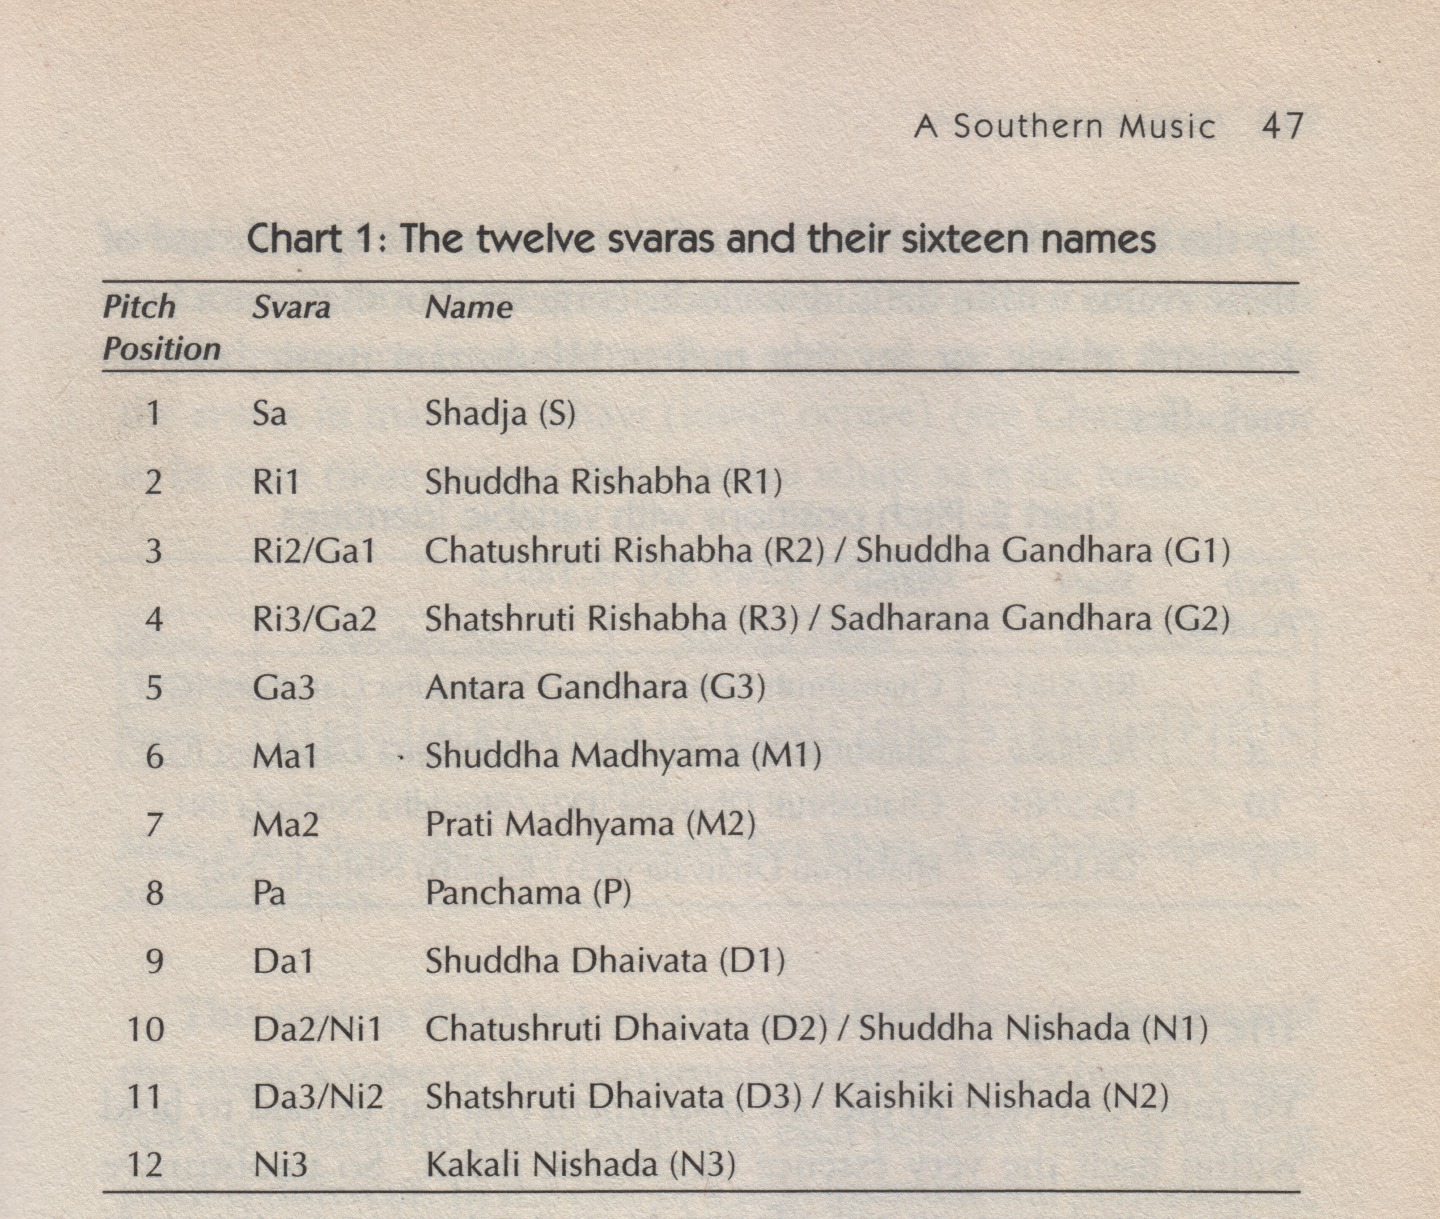 A Southern Music 47
Chart 1: The twelve svaras and their sixteen names
Pitch Position Svara Name
1 Sa Shadja (S)
2 Ri1 Shuddha Rishabha (R1)
3 Ri2/Ga1 Chatushruti Rishabha (R2) / Shuddha Gandhara (G1)
4 Ri3/Ga2 Shatshruti Rishabha (R3) / Sadharana Gandhara (G2)
5 Ga3 Antara Gandhara (G3)
6 Ma1 Shuddha Madhyama (M1)
7 Ma2 Prati Madhyama (M2)
8 Pa Panchama (P)
9 Da1 Shuddha Dhaivata (D1)
10 Da2/Ni1 Chatushruti Dhaivata (D2) / Shuddha Nishada (N1)
11 Da3/Ni2 Shatshruti Dhaivata (D3) / Kaishiki Nishada (N2)
12 Ni3 Kakali Nishada (N3)